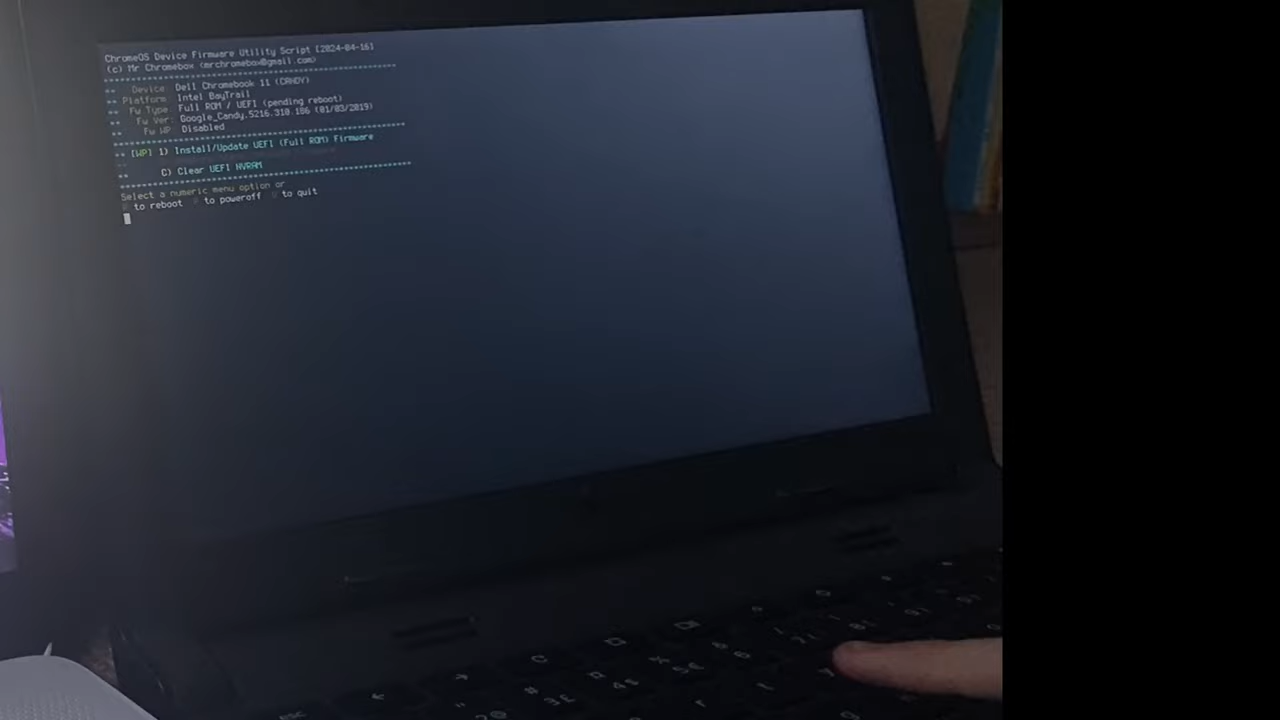 ChromeOS Device Firmware Utility Script [2024-04-16]
(c) Mr Chromebox <mrchromebox@gmail.com>
*********************************************************
** Device: Dell Chromebook 11 (CANDY)
** Platform: Intel BayTrail
** Fw Type: Full ROM / UEFI (pending reboot)
** Fw Ver: Google_Candy.5216.310.186 (01/03/2019)
** Fw WP: Disabled
*********************************************************
** [WP] 1) Install/Update UEFI (Full ROM) Firmware
**
** C) Clear UEFI NVRAM
*********************************************************
Select a numeric menu option or
to reboot to poweroff to quit
esc